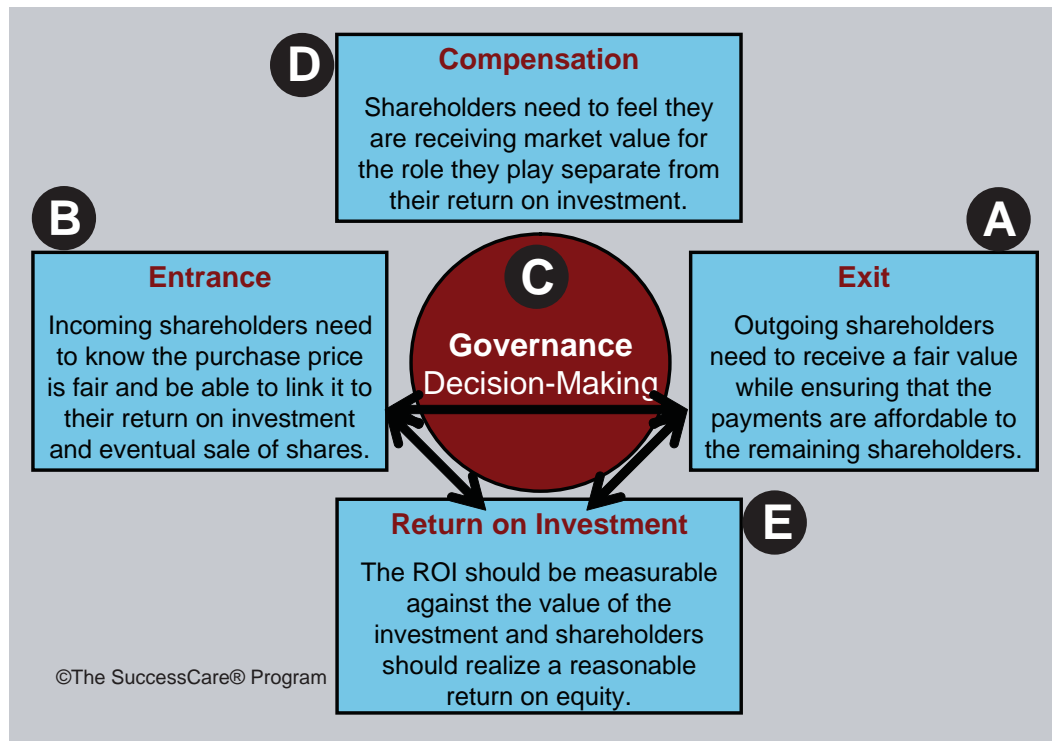 D
Compensation
Shareholders need to feel they
are receiving market value for
the role they play separate from
their return on investment.
B
Entrance
Incoming shareholders need
to know the purchase price
is fair and be able to link it to
their return on investment
and eventual sale of shares.
C
Governance
Decision-Making
A
Exit
Outgoing shareholders
need to receive a fair value
while ensuring that the
payments are affordable to
the remaining shareholders.
E
Return on Investment
The ROI should be measurable
against the value of the
investment and shareholders
should realize a reasonable
return on equity.
©The SuccessCare® Program